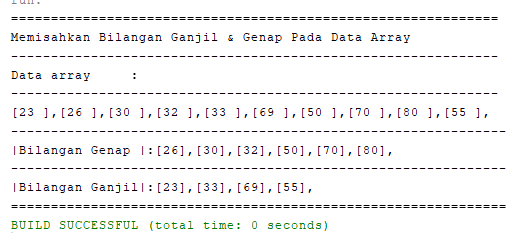 run:
==============================================================
Memisahkan Bilangan Ganjil & Genap Pada Data Array
--------------------------------------------------------------
Data array     :
--------------------------------------------------------------
[23 ],[26 ],[30 ],[32 ],[33 ],[69 ],[50 ],[70 ],[80 ],[55 ],
---------------------------------------------------------------
|Bilangan Genap |:[26],[30],[32],[50],[70],[80],
---------------------------------------------------------------
|Bilangan Ganjil|:[23],[33],[69],[55],
===============================================================
BUILD SUCCESSFUL (total time: 0 seconds)